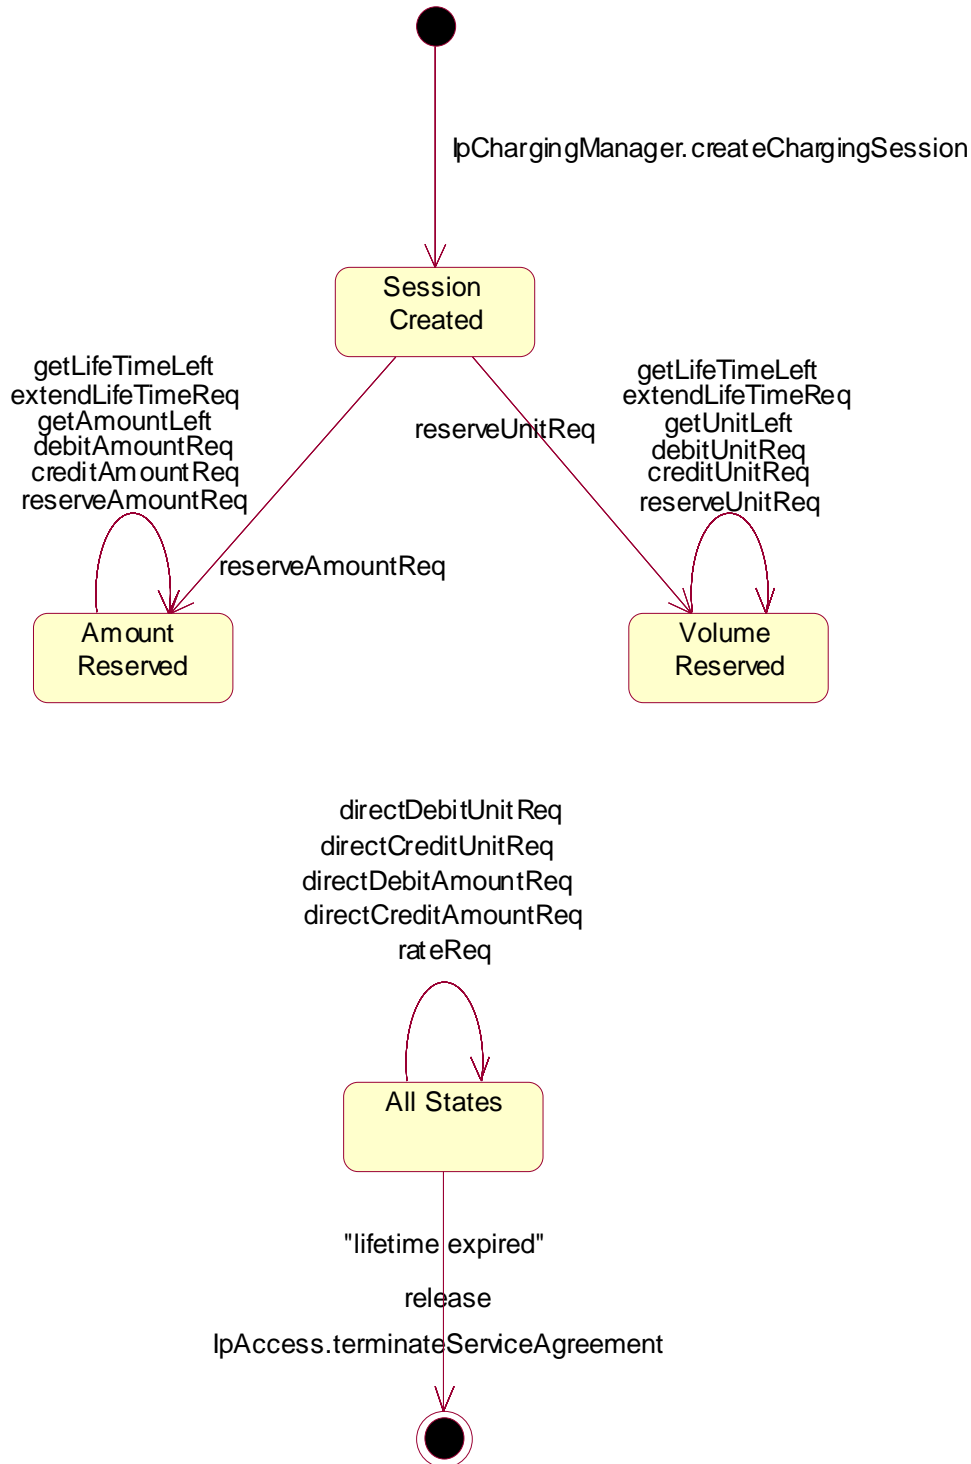 IpChargingManager.createChargingSession
Session
Created
getLifeTimeLeft
extendLifeTimeReq
getAmountLeft
debitAmountReq
creditAmountReq
reserveAmountReq
reserveUnitReq
getLifeTimeLeft
extendLifeTimeReq
getUnitLeft
debitUnitReq
creditUnitReq
reserveUnitReq
reserveAmountReq
Amount
Reserved
Volume
Reserved
directDebitUnitReq
directCreditUnitReq
directDebitAmountReq
directCreditAmountReq
rateReq
All States
"lifetime expired"
release
IpAccess.terminateServiceAgreement